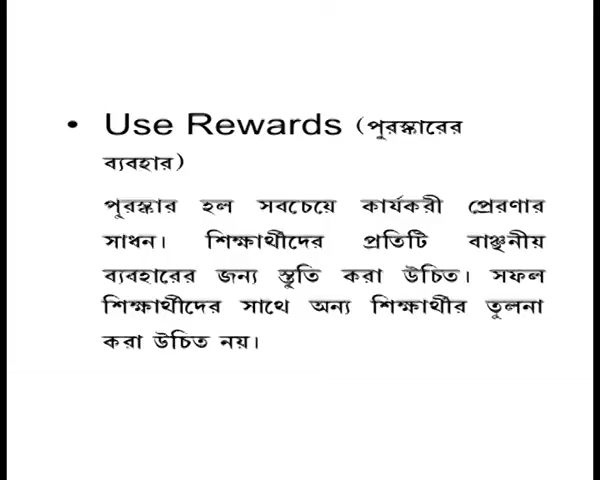 • Use Rewards (পুরস্কারের
ব্যবহার)
পুরস্কার হল সবচেয়ে কার্যকরী প্রেরণার
সাধন। শিক্ষার্থীদের প্রতিটি বাঞ্ছনীয়
ব্যবহারের জন্য স্তুতি করা উচিত। সফল
শিক্ষার্থীদের সাথে অন্য শিক্ষার্থীর তুলনা
করা উচিত নয়।